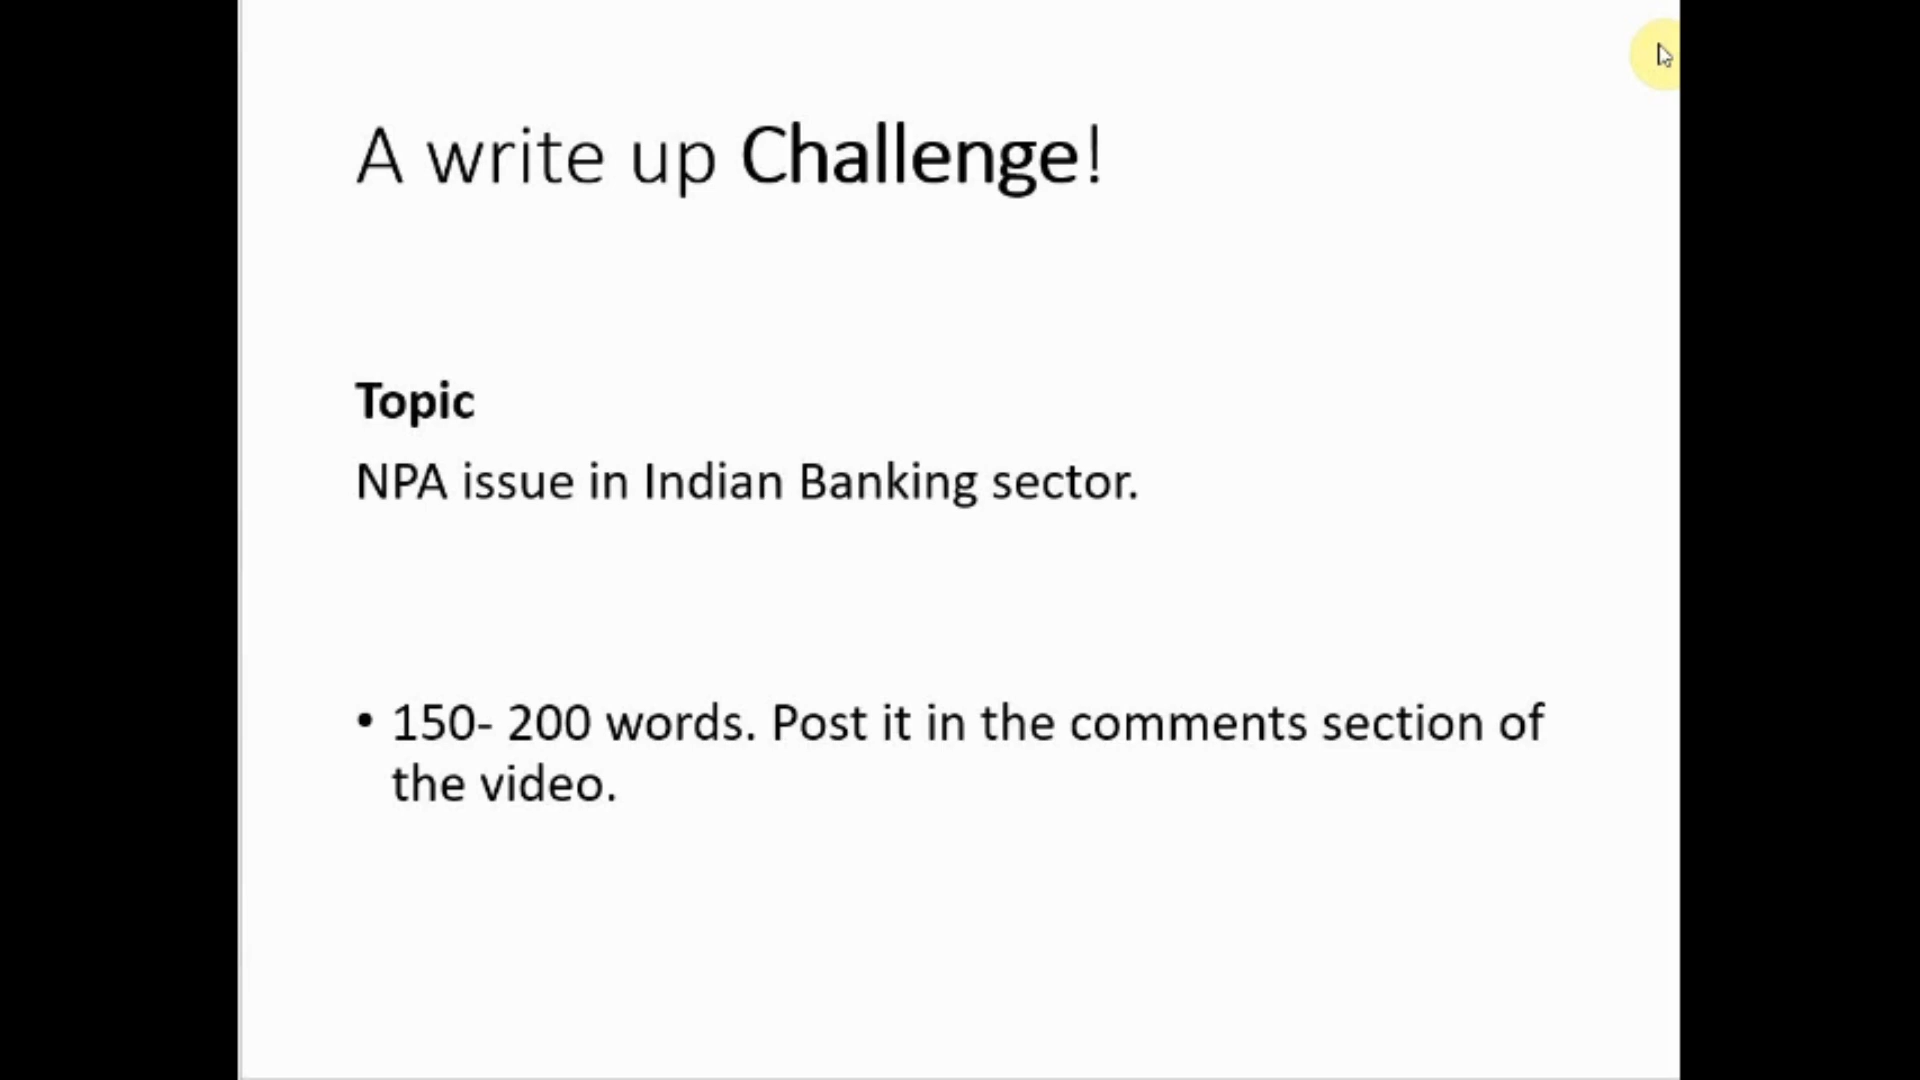 A write up Challenge!
Topic
NPA issue in Indian Banking sector.
• 150- 200 words. Post it in the comments section of
the video.